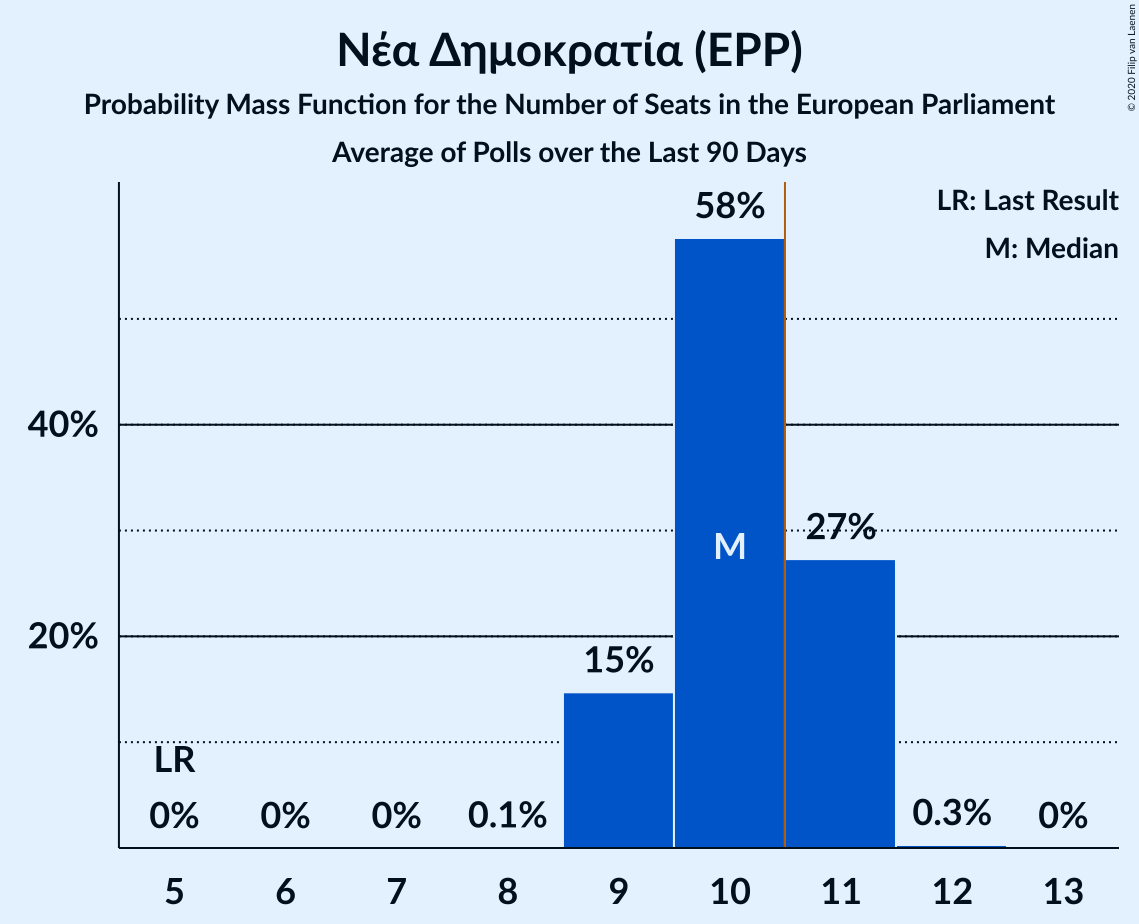 Νέα Δημοκρατία (EPP)
Probability Mass Function for the Number of Seats in the European Parliament
Average of Polls over the Last 90 Days
© 2020 Filip van Laenen
LR: Last Result
M: Median
58%
40%
27%
M
20%
15%
LR
0% 0% 0% 0.1% 0.3% 0%
5 6 7 8 9 10 11 12 13